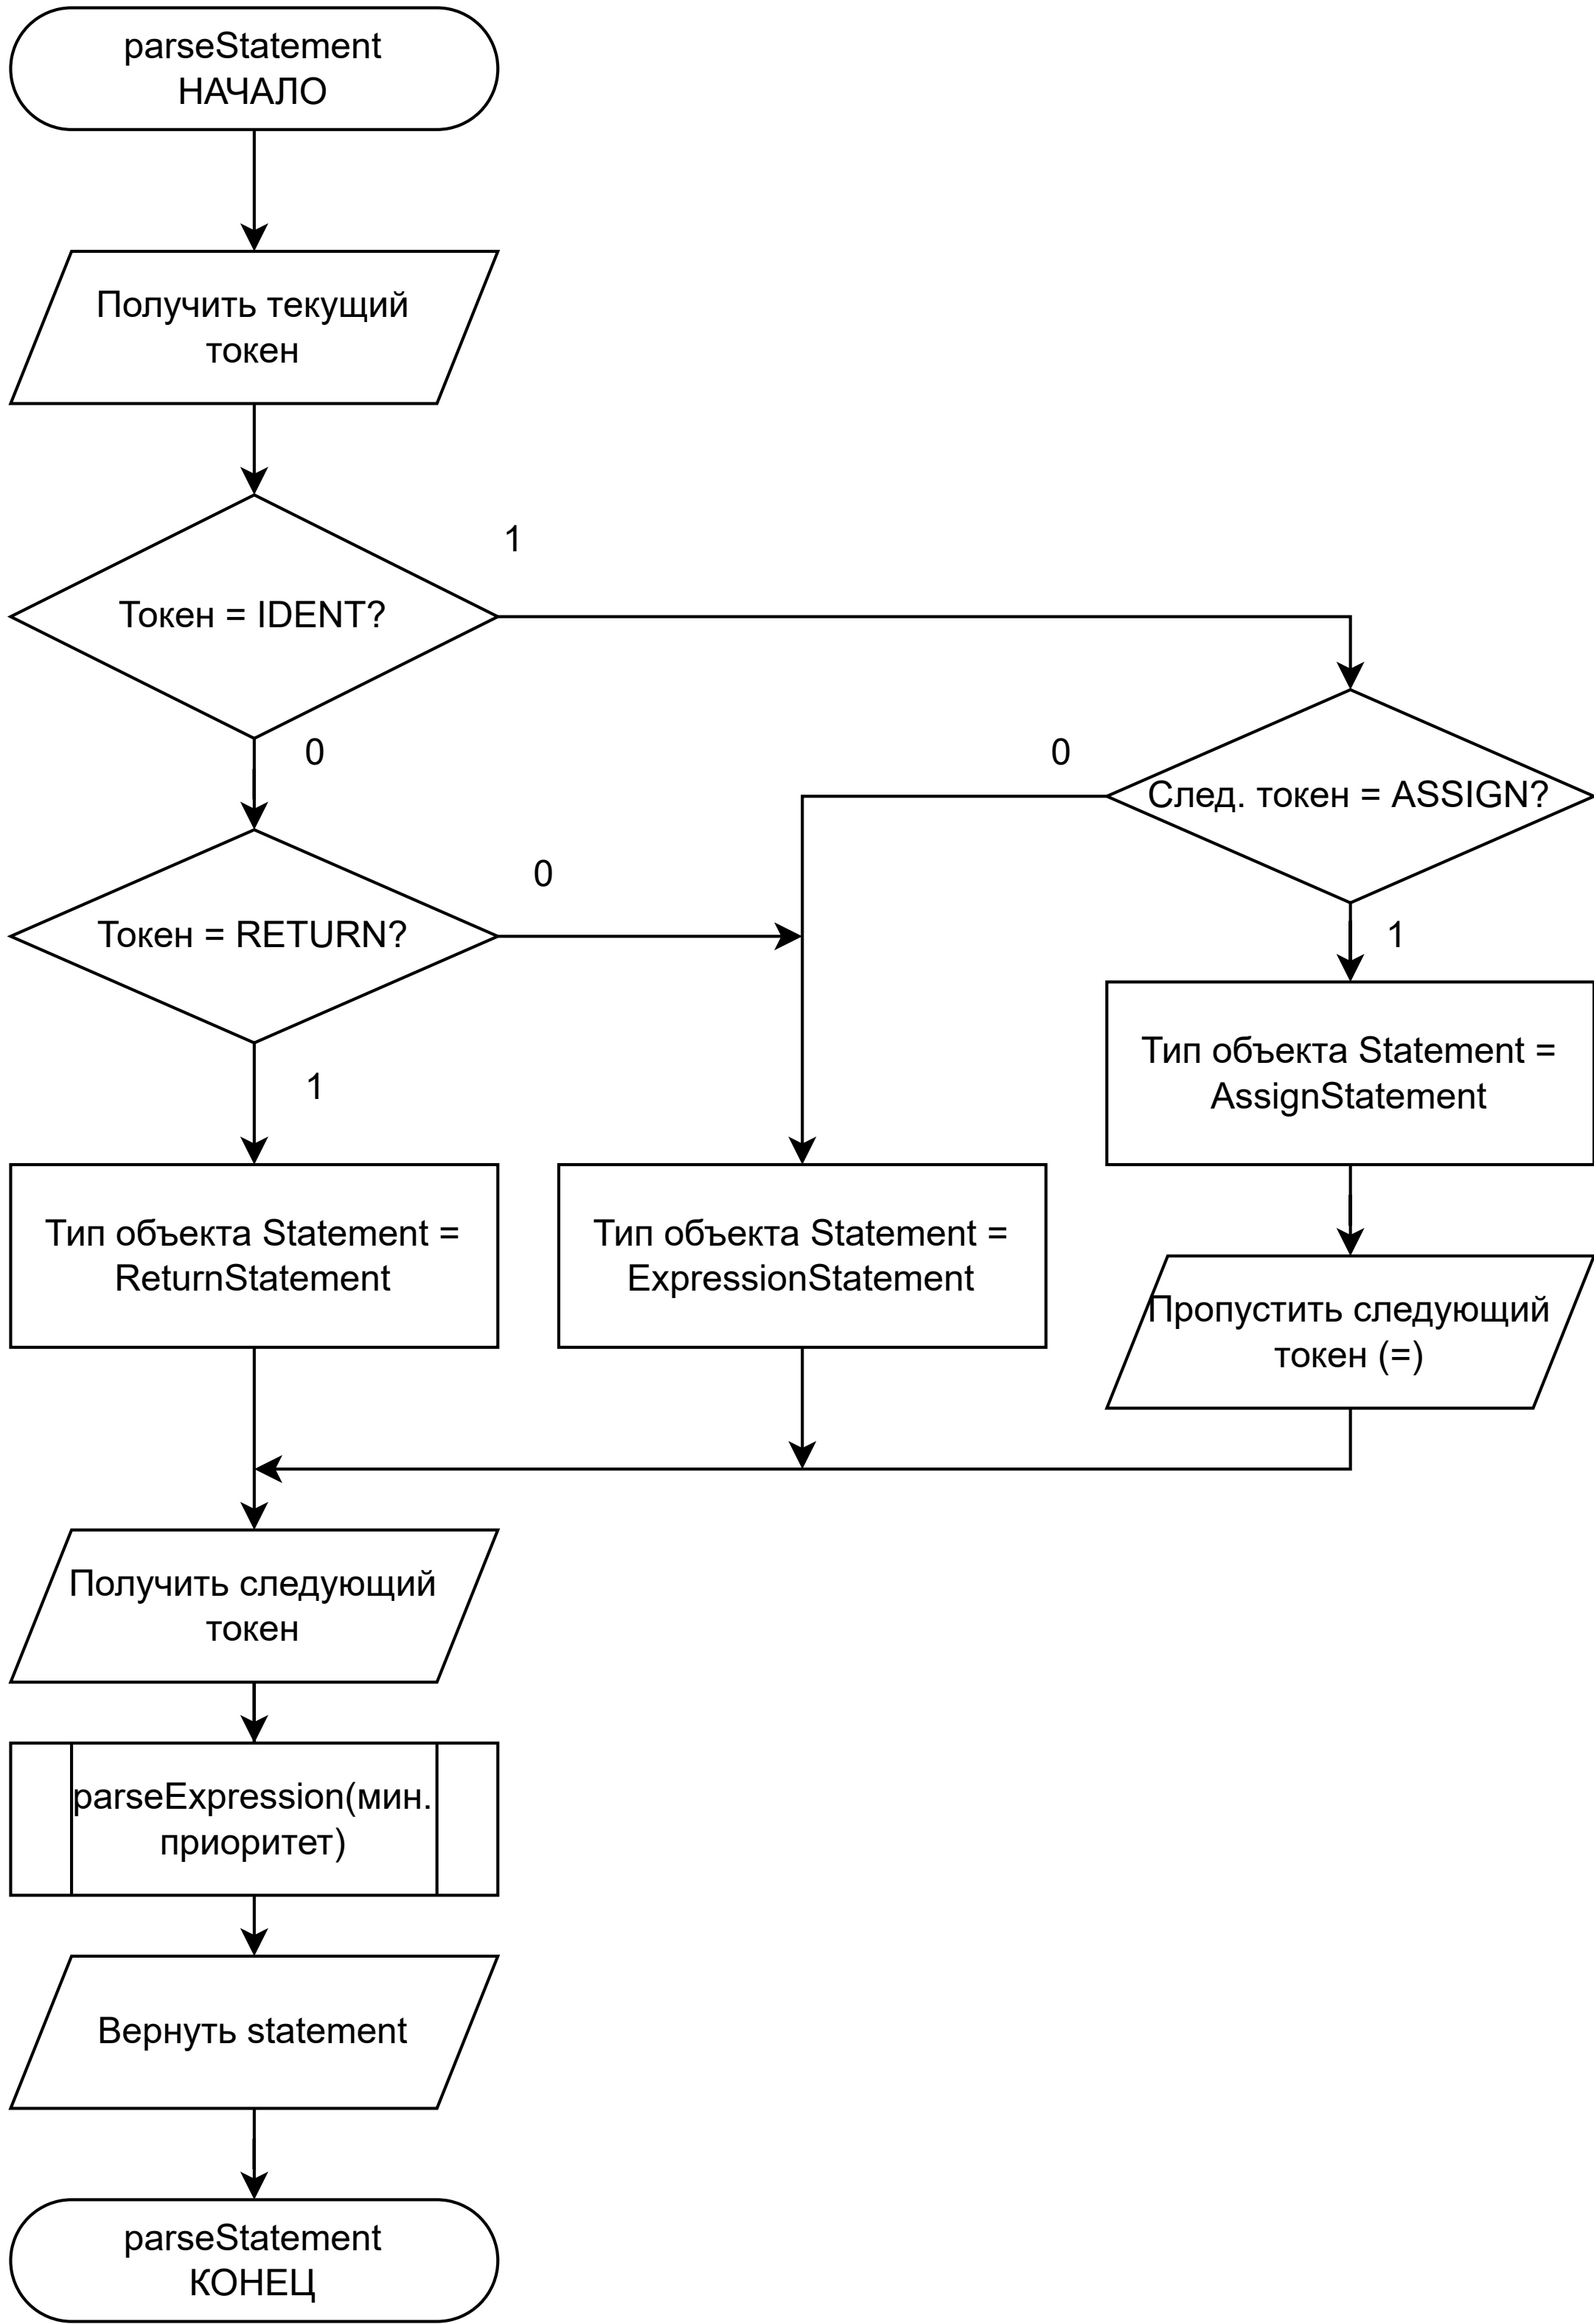 parseStatement
НАЧАЛО
Получить текущий
токен
Токен = IDENT?
1
0
След. токен = ASSIGN?
0
1
Токен = RETURN?
0
1
Тип объекта Statement =
AssignStatement
Тип объекта Statement =
ReturnStatement
Тип объекта Statement =
ExpressionStatement
Пропустить следующий
токен (=)
Получить следующий
токен
parseExpression(мин.
приоритет)
Вернуть statement
parseStatement
КОНЕЦ